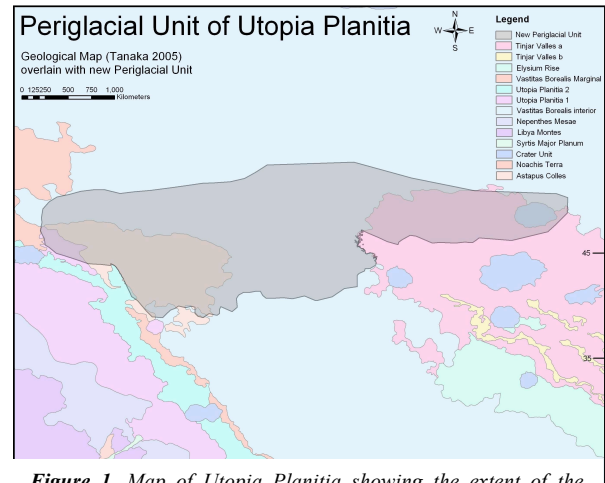 Periglacial Unit of Utopia Planitia
Geological Map (Tanaka 2005)
overlain with new Periglacial Unit
0 125250 500 750 1,000
Kilometers
N
W E
S
Legend
New Periglacial Unit
Tinjar Valles a
Tinjar Valles b
Elysium Rise
Vastitas Borealis Marginal
Utopia Planitia 2
Utopia Planitia 1
Vastitas Borealis interior
Nepenthes Mesae
Libya Montes
Syrtis Major Planum
Crater Unit
Noachis Terra
Astapus Colles
45
35
Figure 1. Map of Utopia Planitia showing the extent of the